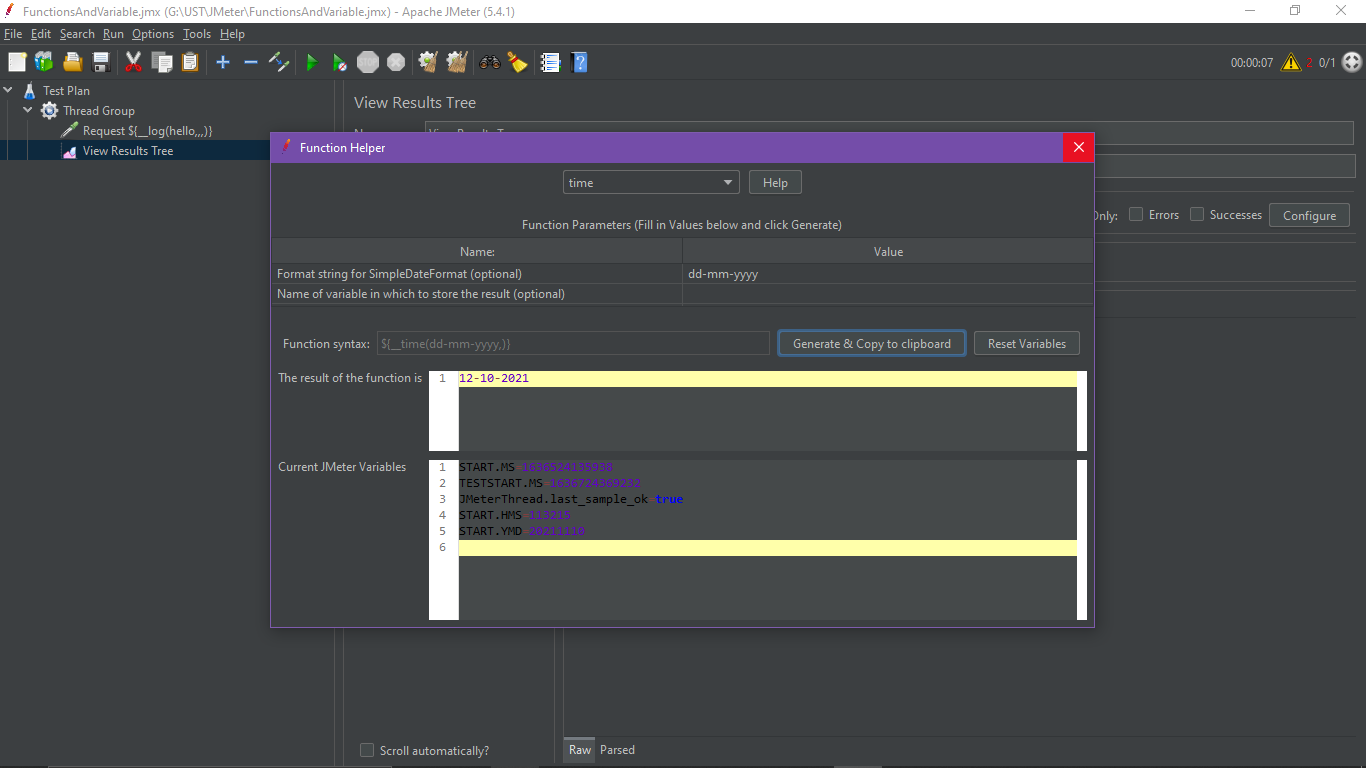 FunctionsAndVariable.jmx (G:\UST\JMeter\FunctionsAndVariable.jmx) - Apache JMeter (5.4.1)
File Edit Search Run Options Tools Help
STOP 00:00:07 2 0/1
Test Plan
Thread Group
Request ${__log(hello,,,)}
View Results Tree
View Results Tree
Only: Errors Successes Configure
Function Helper
time Help
Function Parameters (Fill in Values below and click Generate)
Name: Value
Format string for SimpleDateFormat (optional) dd-mm-yyyy
Name of variable in which to store the result (optional)
Function syntax: ${__time(dd-mm-yyyy,)} Generate & Copy to clipboard Reset Variables
The result of the function is 1 12-10-2021
Current JMeter Variables 1 START.MS=1636524135938
2 TESTSTART.MS=1636724369232
3 JMeterThread.last_sample_ok=true
4 START.HMS=113215
5 START.YMD=20211110
6
Scroll automatically? Raw Parsed